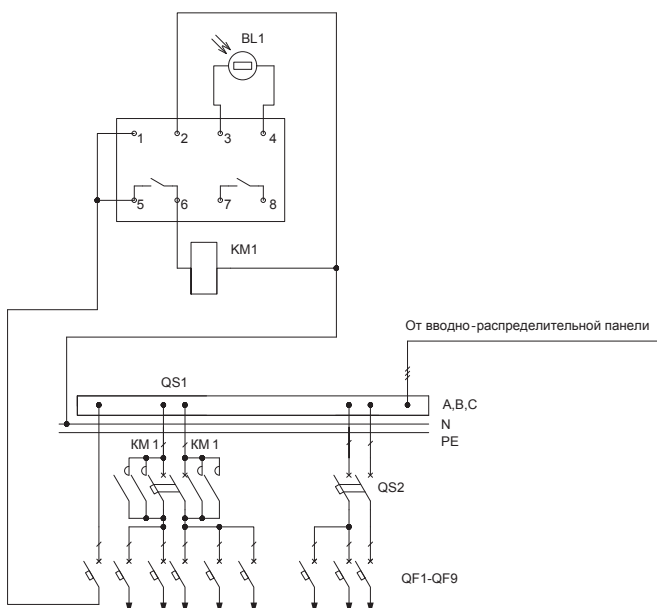 BL1
1 2 3 4
5 6 7 8
KM1
От вводно-распределительной панели
QS1
A,B,C
N
PE
KM 1 KM 1
QS2
QF1-QF9